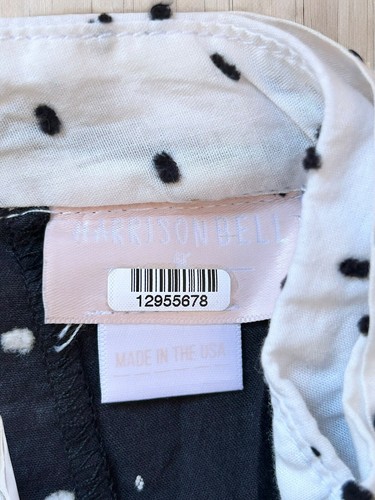 HARRISON BELL
12955678
MADE IN THE USA